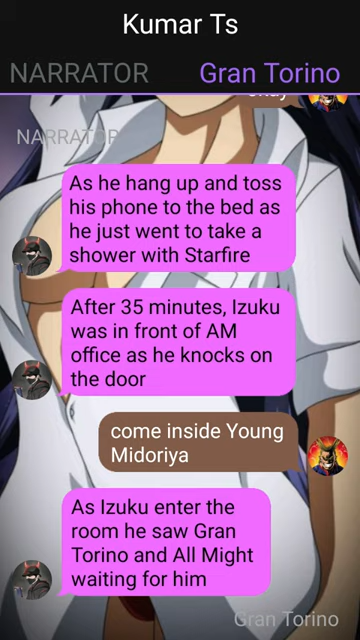 Kumar Ts
NARRATOR Gran Torino
NARRATOR
As he hang up and toss
his phone to the bed as
he just went to take a
shower with Starfire
After 35 minutes, Izuku
was in front of AM
office as he knocks on
the door
come inside Young
Midoriya
As Izuku enter the
room he saw Gran
Torino and All Might
waiting for him
Gran Torino